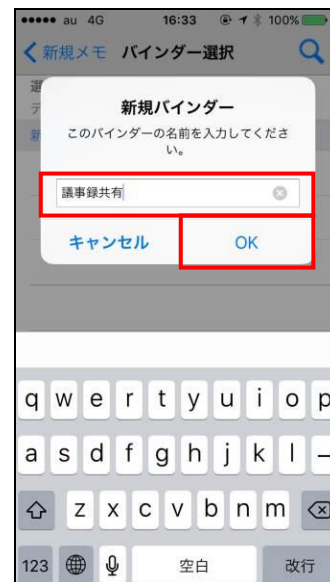 au 4G 16:33 100%
新規メモ バインダー選択
選
デ
新規バインダー
新
このバインダーの名前を入力してくださ
い。
議事録共有
キャンセル OK
q w e r t y u i o p
a s d f g h j k l –
z x c v b n m
123 空白 改行